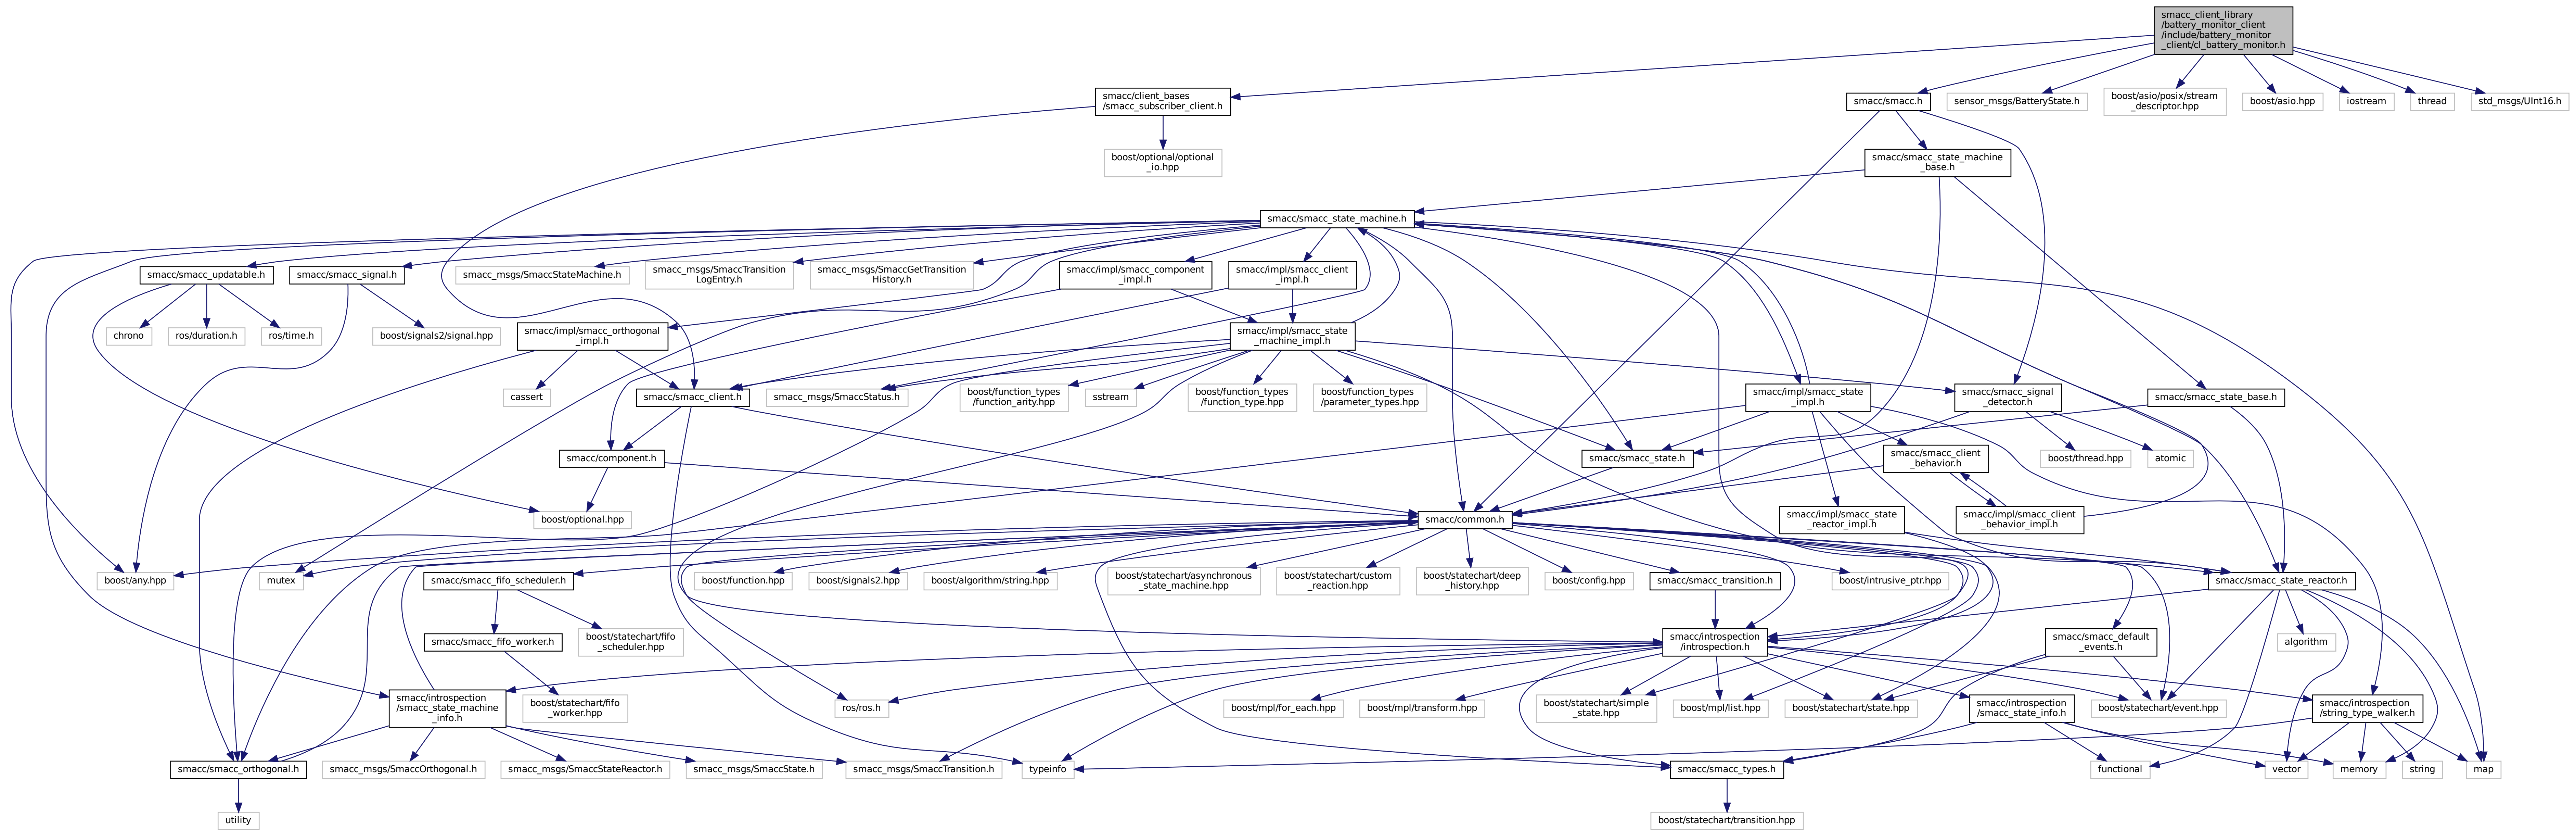 smacc_client_library
/battery_monitor_client
/include/battery_monitor
_client/cl_battery_monitor.h
smacc/client_bases
/smacc_subscriber_client.h
smacc/smacc.h
sensor_msgs/BatteryState.h
boost/asio/posix/stream
_descriptor.hpp
boost/asio.hpp
iostream
thread
std_msgs/UInt16.h
boost/optional/optional
_io.hpp
smacc/smacc_state_machine
_base.h
smacc/smacc_state_machine.h
smacc/smacc_updatable.h
smacc/smacc_signal.h
smacc_msgs/SmaccStateMachine.h
smacc_msgs/SmaccTransition
LogEntry.h
smacc_msgs/SmaccGetTransition
History.h
smacc/impl/smacc_component
_impl.h
smacc/impl/smacc_client
_impl.h
chrono
ros/duration.h
ros/time.h
boost/signals2/signal.hpp
smacc/impl/smacc_orthogonal
_impl.h
smacc/impl/smacc_state
_machine_impl.h
cassert
smacc/smacc_client.h
smacc_msgs/SmaccStatus.h
boost/function_types
/function_arity.hpp
sstream
boost/function_types
/function_type.hpp
boost/function_types
/parameter_types.hpp
smacc/impl/smacc_state
_impl.h
smacc/smacc_signal
_detector.h
smacc/smacc_state_base.h
smacc/component.h
smacc/smacc_state.h
smacc/smacc_client
_behavior.h
boost/thread.hpp
atomic
boost/optional.hpp
smacc/common.h
smacc/impl/smacc_state
_reactor_impl.h
smacc/impl/smacc_client
_behavior_impl.h
boost/any.hpp
mutex
smacc/smacc_fifo_scheduler.h
boost/function.hpp
boost/signals2.hpp
boost/algorithm/string.hpp
boost/statechart/asynchronous
_state_machine.hpp
boost/statechart/custom
_reaction.hpp
boost/statechart/deep
_history.hpp
boost/config.hpp
smacc/smacc_transition.h
boost/intrusive_ptr.hpp
smacc/smacc_state_reactor.h
smacc/smacc_fifo_worker.h
boost/statechart/fifo
_scheduler.hpp
smacc/introspection
/introspection.h
smacc/smacc_default
_events.h
algorithm
smacc/introspection
/smacc_state_machine
_info.h
boost/statechart/fifo
_worker.hpp
ros/ros.h
boost/mpl/for_each.hpp
boost/mpl/transform.hpp
boost/statechart/simple
_state.hpp
boost/mpl/list.hpp
boost/statechart/state.hpp
smacc/introspection
/smacc_state_info.h
boost/statechart/event.hpp
smacc/introspection
/string_type_walker.h
smacc/smacc_orthogonal.h
smacc_msgs/SmaccOrthogonal.h
smacc_msgs/SmaccStateReactor.h
smacc_msgs/SmaccState.h
smacc_msgs/SmaccTransition.h
typeinfo
smacc/smacc_types.h
functional
vector
memory
string
map
utility
boost/statechart/transition.hpp